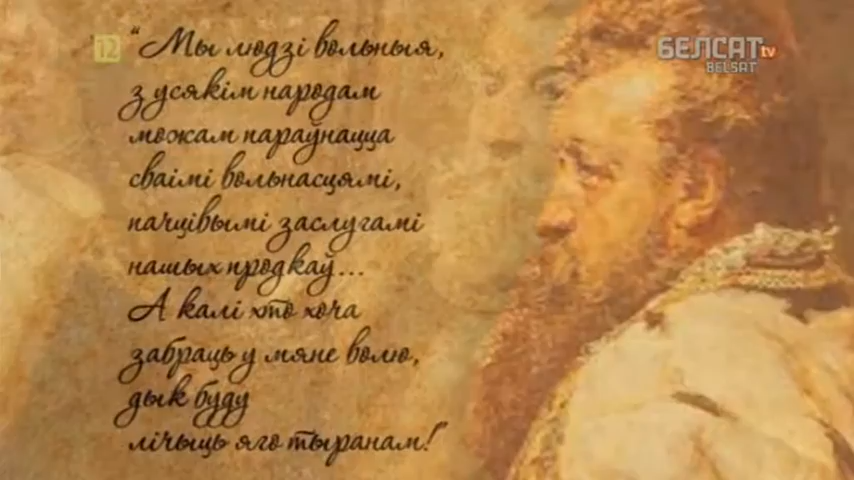 12
БЕЛСАТ tv
BELSAT
“Мы людзі вольныя,
з усякім народам
можам параўнацца
сваімі вольнасцямі,
пачцівымі заслугамі
нашых продкаў...
А калі хто хоча
забраць у мяне волю,
дык буду
лічыць яго тыранам!”